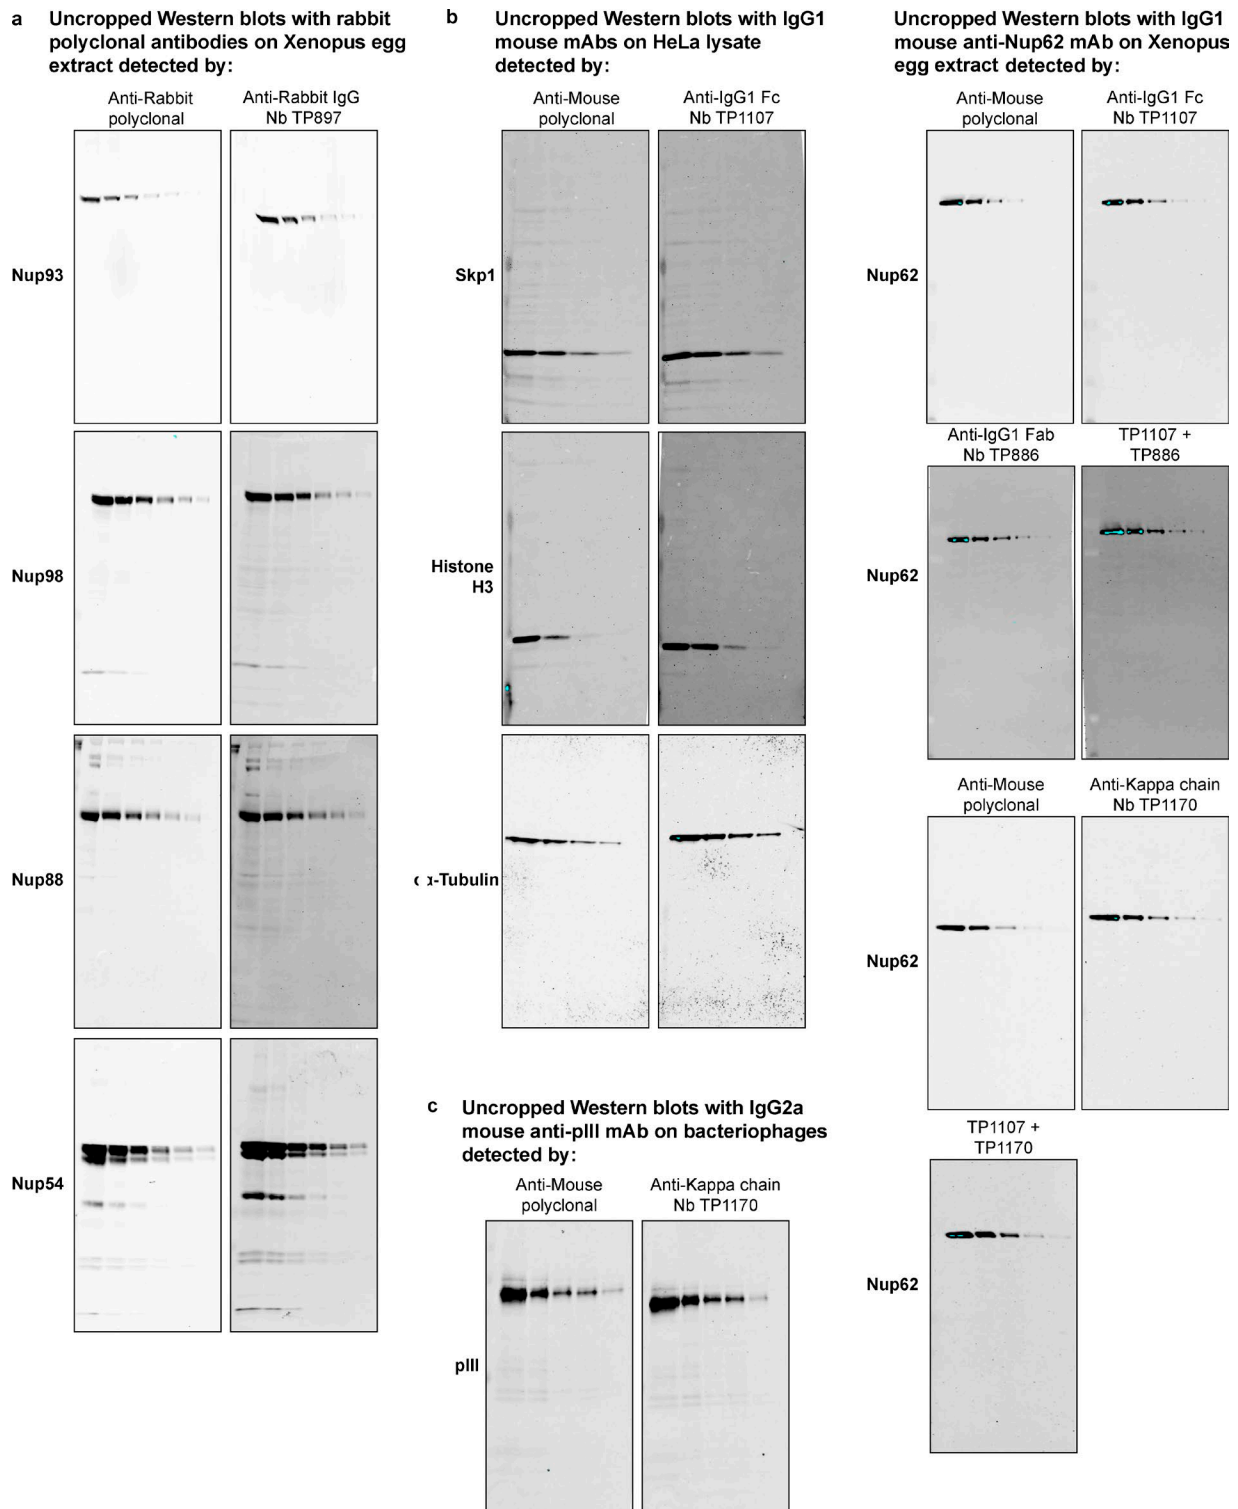 a Uncropped Western blots with rabbit
polyclonal antibodies on Xenopus egg
extract detected by:
Anti-Rabbit
polyclonal
Anti-Rabbit IgG
Nb TP897
Nup93
Nup98
Nup88
Nup54
b Uncropped Western blots with IgG1
mouse mAbs on HeLa lysate
detected by:
Anti-Mouse
polyclonal
Anti-IgG1 Fc
Nb TP1107
Skp1
Histone
H3
α-Tubulin
c Uncropped Western blots with IgG2a
mouse anti-pIII mAb on bacteriophages
detected by:
Anti-Mouse
polyclonal
Anti-Kappa chain
Nb TP1170
pIII
Uncropped Western blots with IgG1
mouse anti-Nup62 mAb on Xenopus
egg extract detected by:
Anti-Mouse
polyclonal
Anti-IgG1 Fc
Nb TP1107
Nup62
Anti-IgG1 Fab
Nb TP886
TP1107 +
TP886
Nup62
Anti-Mouse
polyclonal
Anti-Kappa chain
Nb TP1170
Nup62
TP1107 +
TP1170
Nup62